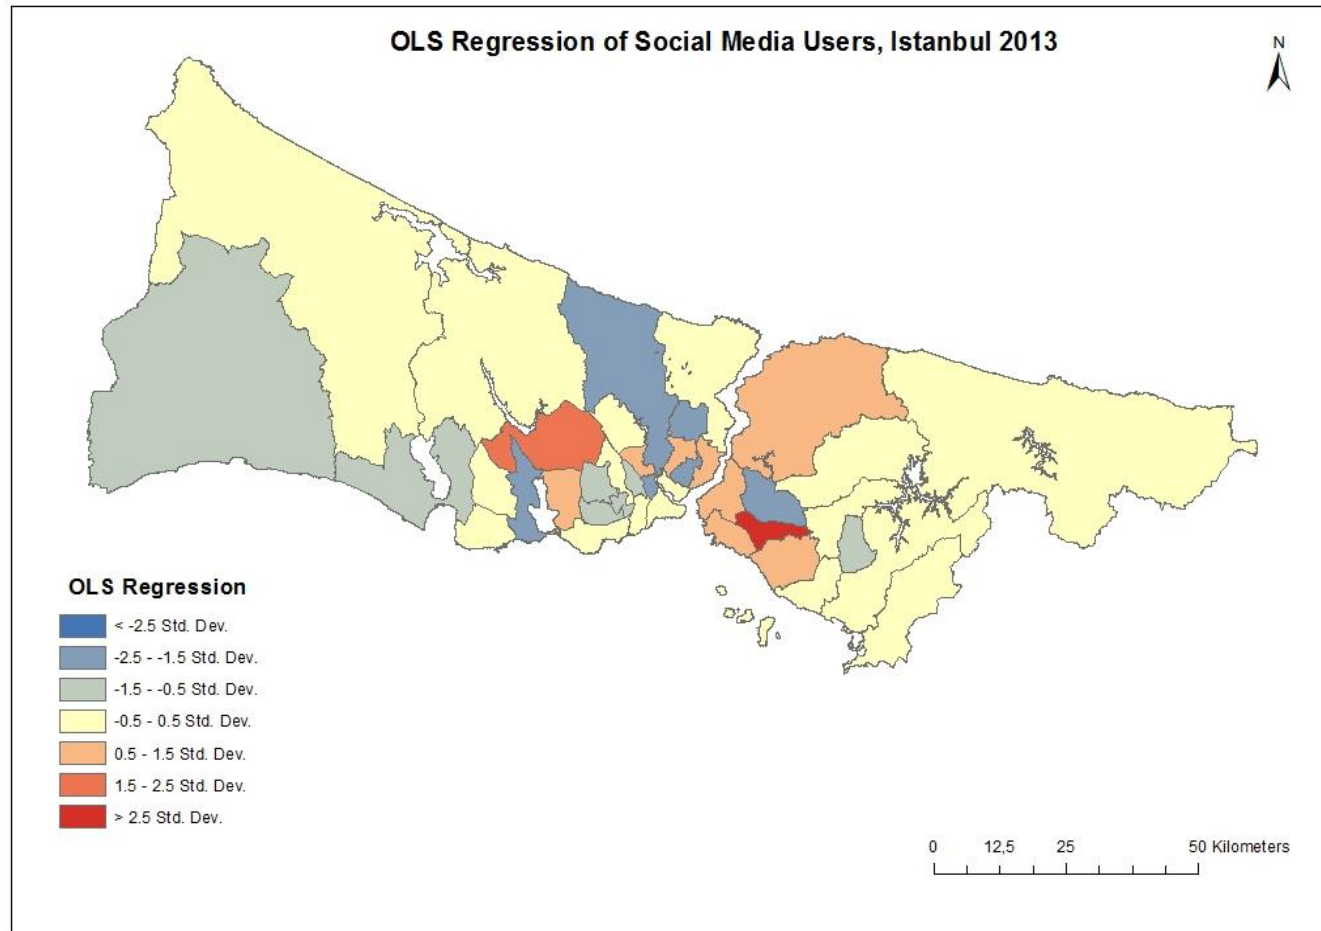 OLS Regression of Social Media Users, Istanbul 2013
N
OLS Regression
< -2.5 Std. Dev.
-2.5 - -1.5 Std. Dev.
-1.5 - -0.5 Std. Dev.
-0.5 - 0.5 Std. Dev.
0.5 - 1.5 Std. Dev.
1.5 - 2.5 Std. Dev.
> 2.5 Std. Dev.
0 12,5 25 50 Kilometers